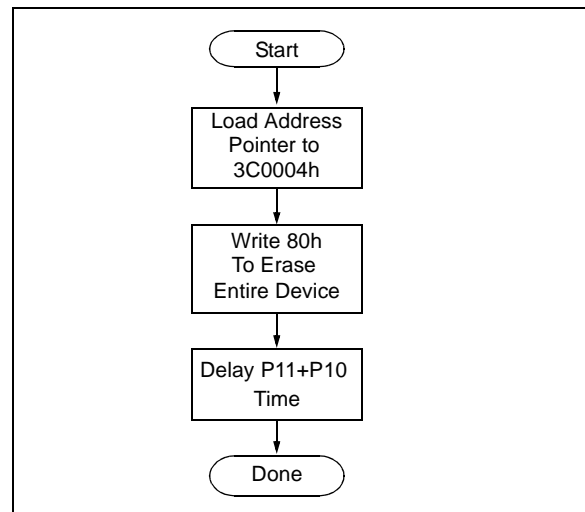 Start
Load Address
Pointer to
3C0004h
Write 80h
To Erase
Entire Device
Delay P11+P10
Time
Done